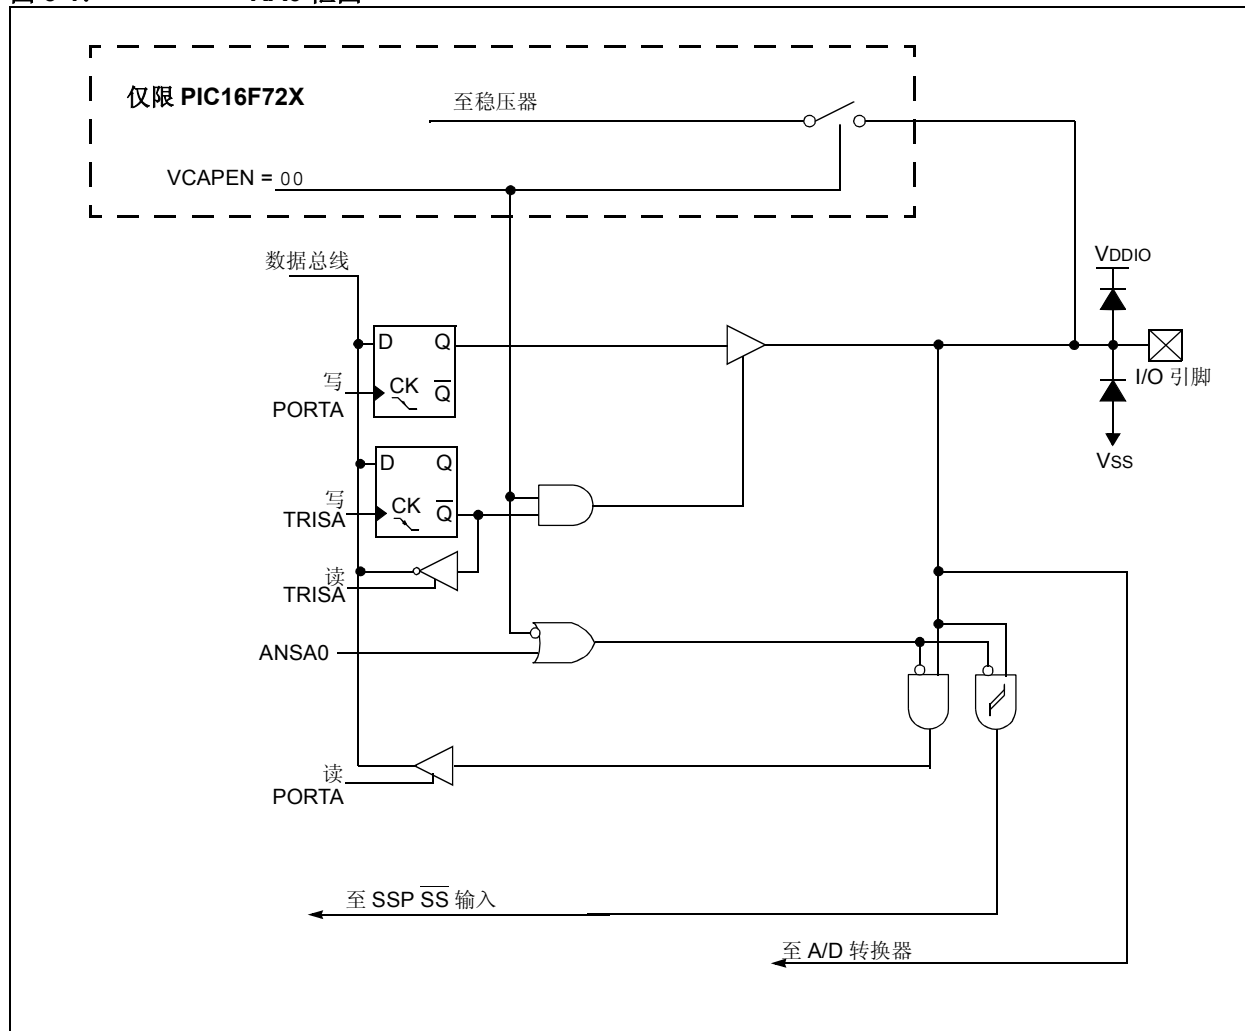 仅限 PIC16F72X
至稳压器
VCAPEN = 00
数据总线
VDDIO
D Q
写
PORTA
CK Q
I/O 引脚
VSS
D Q
写
TRISA
CK Q
读
TRISA
ANSA0
读
PORTA
至 SSP SS 输入
至 A/D 转换器